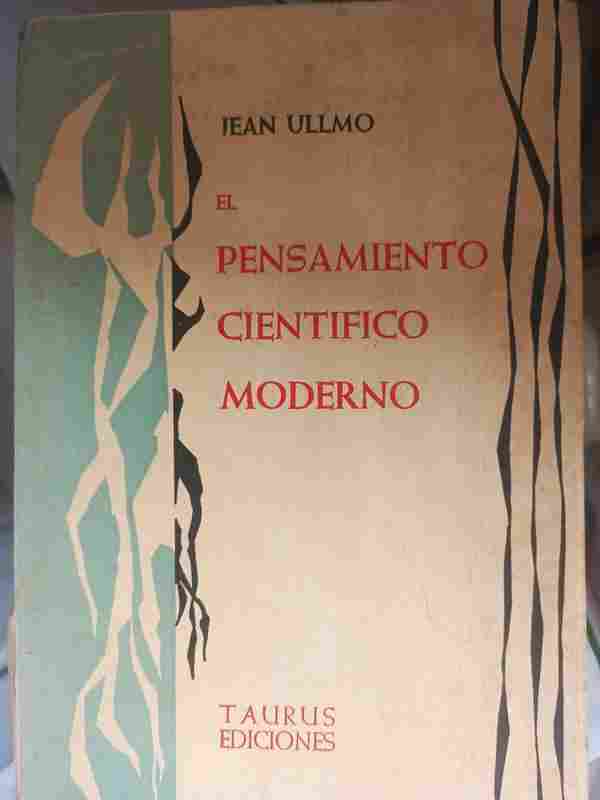 JEAN ULLMO
EL
PENSAMIENTO
CIENTIFICO
MODERNO
TAURUS
EDICIONES